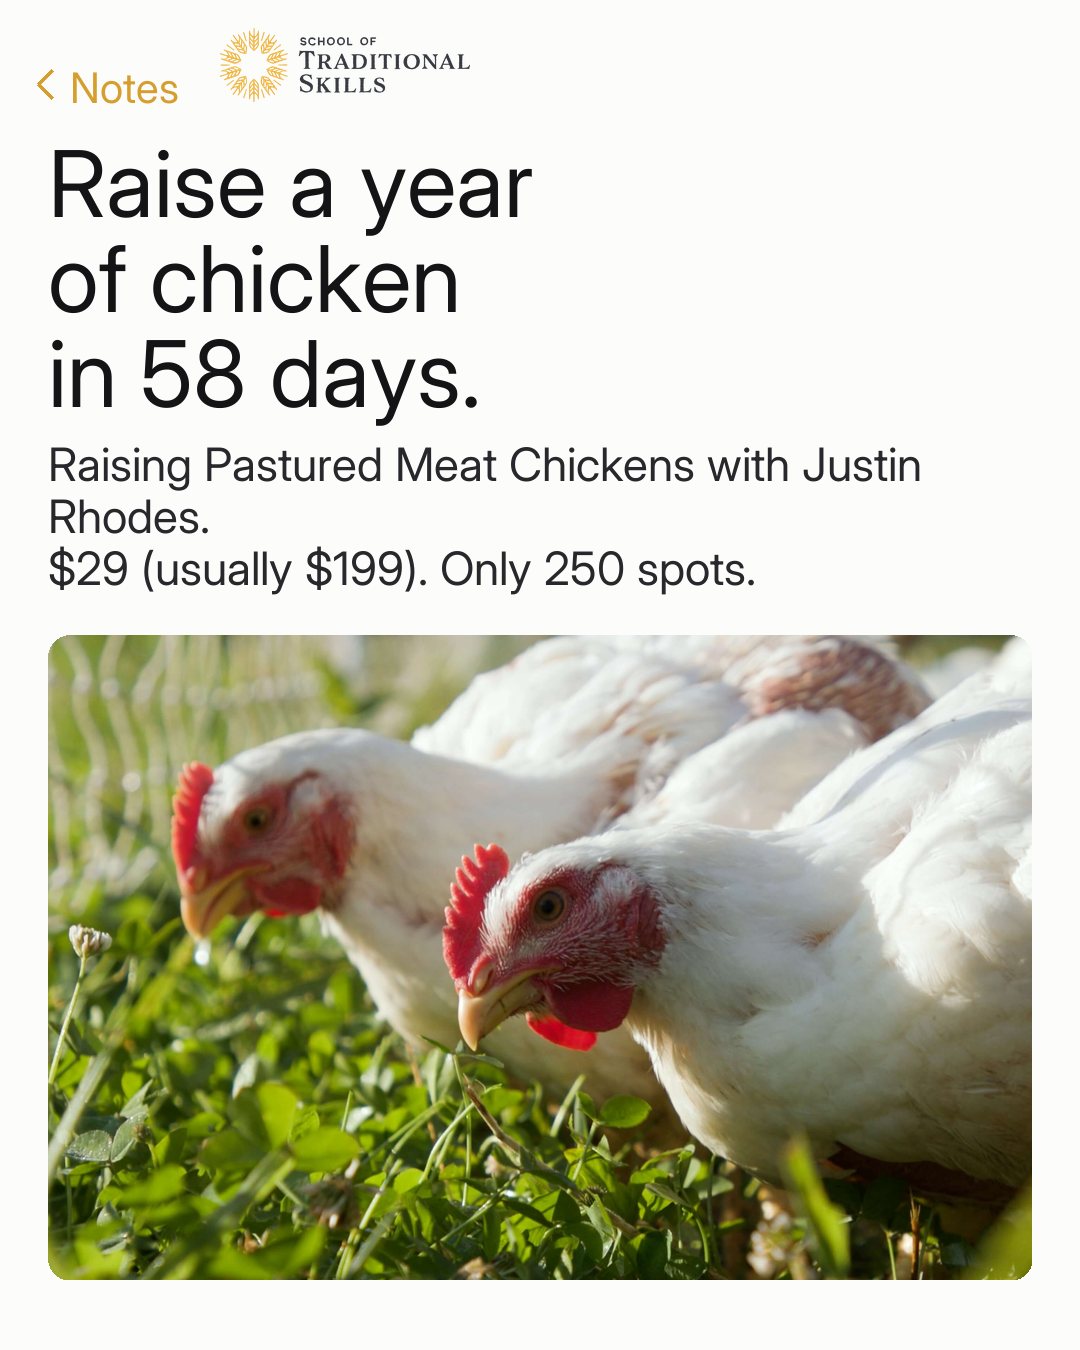 Notes
SCHOOL OF
TRADITIONAL
SKILLS
Raise a year
of chicken
in 58 days.
Raising Pastured Meat Chickens with Justin
Rhodes.
$29 (usually $199). Only 250 spots.